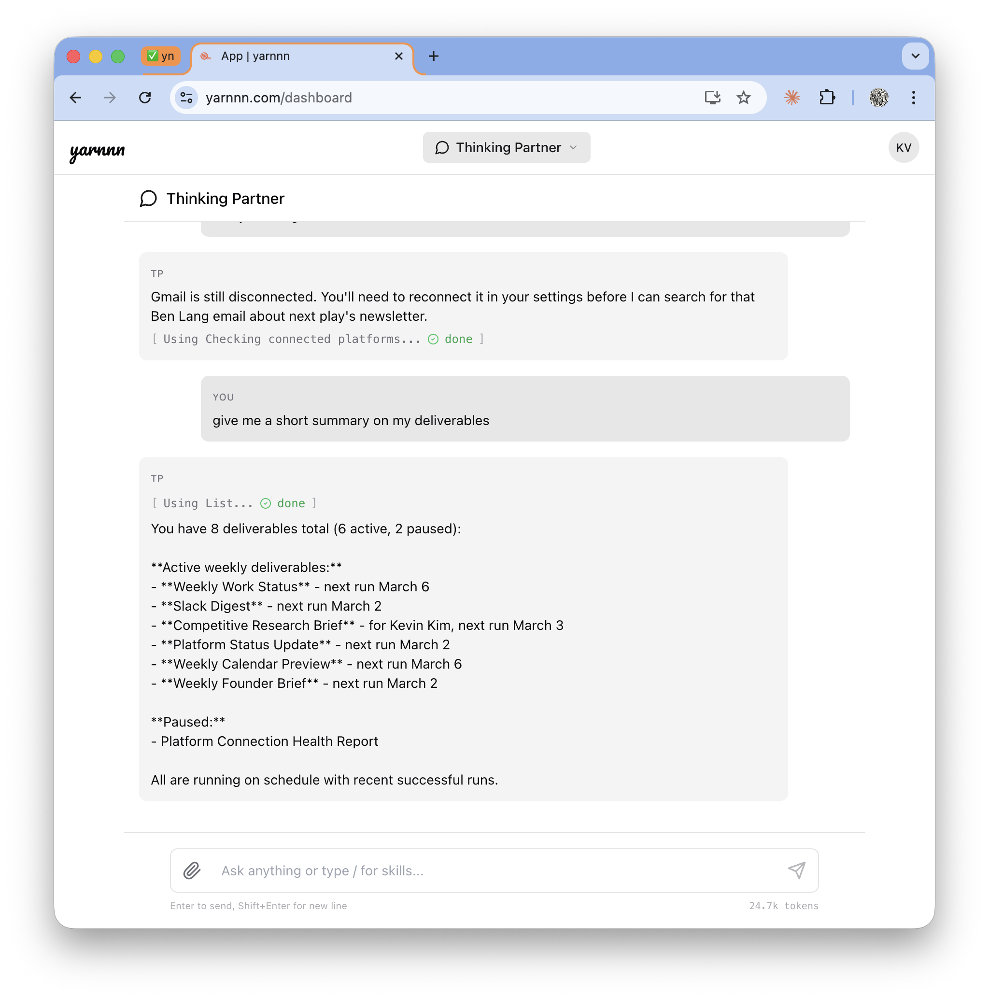 yn
App | yarnnn
yarnnn.com/dashboard
yarnnn
Thinking Partner
KV
Thinking Partner
TP
Gmail is still disconnected. You'll need to reconnect it in your settings before I can search for that
Ben Lang email about next play's newsletter.
[ Using Checking connected platforms... done ]
YOU
give me a short summary on my deliverables
TP
[ Using List... done ]
You have 8 deliverables total (6 active, 2 paused):
**Active weekly deliverables:**
- **Weekly Work Status** - next run March 6
- **Slack Digest** - next run March 2
- **Competitive Research Brief** - for Kevin Kim, next run March 3
- **Platform Status Update** - next run March 2
- **Weekly Calendar Preview** - next run March 6
- **Weekly Founder Brief** - next run March 2
**Paused:**
- Platform Connection Health Report
All are running on schedule with recent successful runs.
Ask anything or type / for skills...
Enter to send, Shift+Enter for new line
24.7k tokens